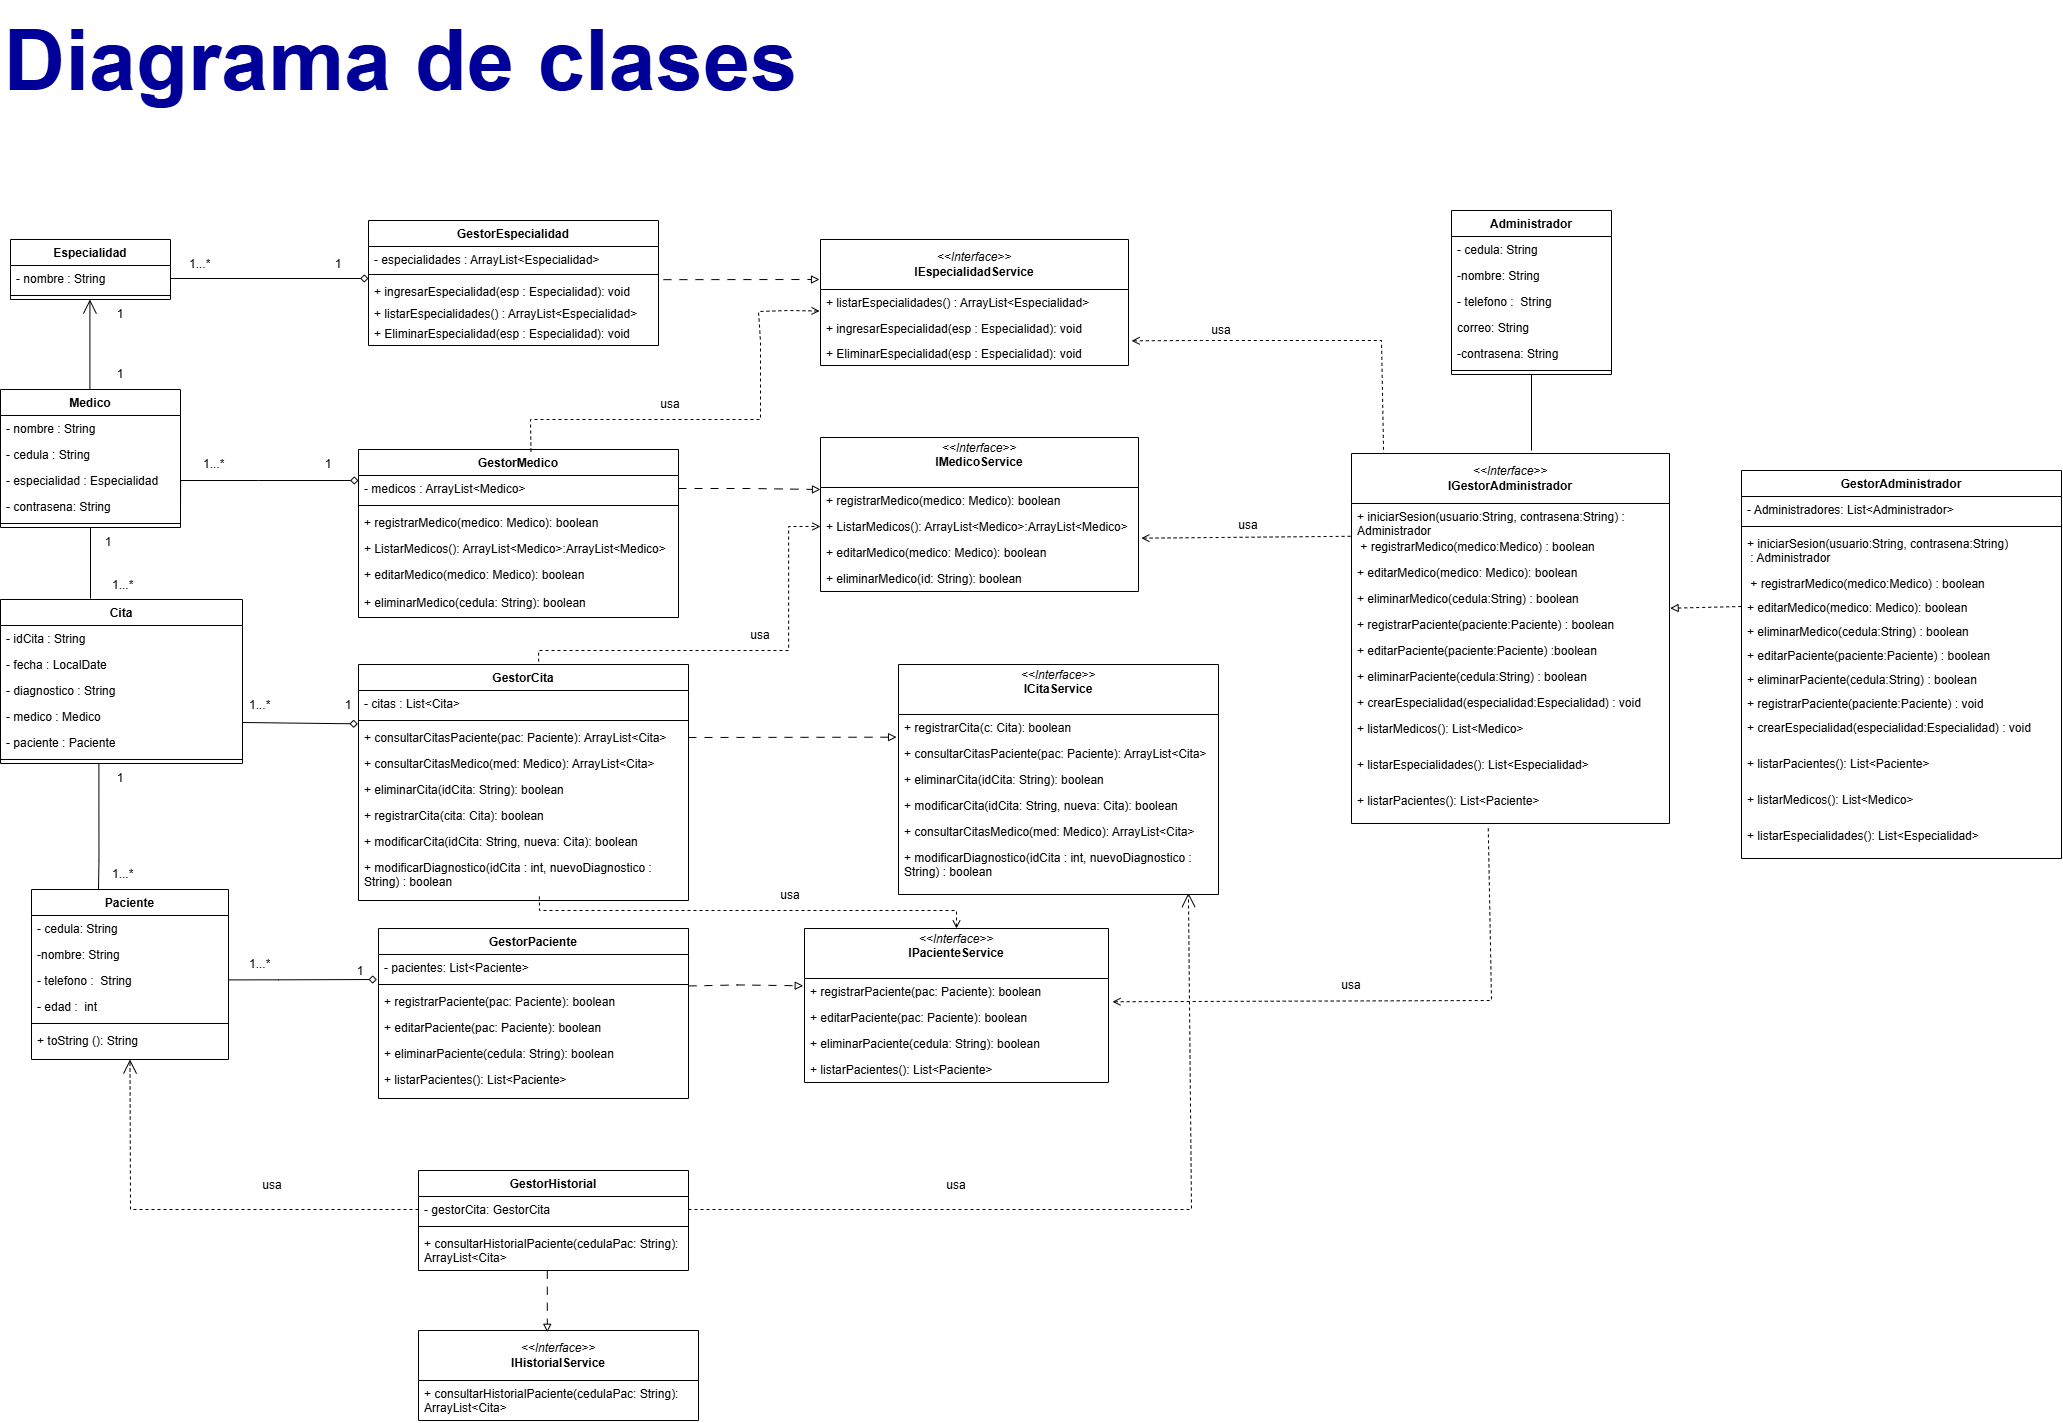 Diagrama de clases
Especialidad
- nombre : String
1...*
1
GestorEspecialidad
- especialidades : ArrayList<Especialidad>
+ ingresarEspecialidad(esp : Especialidad): void
+ listarEspecialidades() : ArrayList<Especialidad>
+ EliminarEspecialidad(esp : Especialidad): void
<<Interface>>
IEspecialidadService
+ listarEspecialidades() : ArrayList<Especialidad>
+ ingresarEspecialidad(esp : Especialidad): void
+ EliminarEspecialidad(esp : Especialidad): void
usa
Administrador
- cedula: String
-nombre: String
- telefono :  String
correo: String
-contrasena: String
1
1
usa
Medico
- nombre : String
- cedula : String
- especialidad : Especialidad
- contrasena: String
1...*
1
GestorMedico
- medicos : ArrayList<Medico>
+ registrarMedico(medico: Medico): boolean
+ ListarMedicos(): ArrayList<Medico>:ArrayList<Medico>
+ editarMedico(medico: Medico): boolean
+ eliminarMedico(cedula: String): boolean
<<Interface>>
IMedicoService
+ registrarMedico(medico: Medico): boolean
+ ListarMedicos(): ArrayList<Medico>:ArrayList<Medico>
+ editarMedico(medico: Medico): boolean
+ eliminarMedico(id: String): boolean
usa
<<Interface>>
IGestorAdministrador
+ iniciarSesion(usuario:String, contrasena:String) :
Administrador
+ registrarMedico(medico:Medico) : boolean
+ editarMedico(medico: Medico): boolean
+ eliminarMedico(cedula:String) : boolean
+ registrarPaciente(paciente:Paciente) : boolean
+ editarPaciente(paciente:Paciente) :boolean
+ eliminarPaciente(cedula:String) : boolean
+ crearEspecialidad(especialidad:Especialidad) : void
+ listarMedicos(): List<Medico>
+ listarEspecialidades(): List<Especialidad>
+ listarPacientes(): List<Paciente>
GestorAdministrador
- Administradores: List<Administrador>
+ iniciarSesion(usuario:String, contrasena:String)
: Administrador
+ registrarMedico(medico:Medico) : boolean
+ editarMedico(medico: Medico): boolean
+ eliminarMedico(cedula:String) : boolean
+ editarPaciente(paciente:Paciente) : boolean
+ eliminarPaciente(cedula:String) : boolean
+ registrarPaciente(paciente:Paciente) : void
+ crearEspecialidad(especialidad:Especialidad) : void
+ listarPacientes(): List<Paciente>
+ listarMedicos(): List<Medico>
+ listarEspecialidades(): List<Especialidad>
1
1...*
usa
Cita
- idCita : String
- fecha : LocalDate
- diagnostico : String
- medico : Medico
- paciente : Paciente
1...*
1
GestorCita
- citas : List<Cita>
+ consultarCitasPaciente(pac: Paciente): ArrayList<Cita>
+ consultarCitasMedico(med: Medico): ArrayList<Cita>
+ eliminarCita(idCita: String): boolean
+ registrarCita(cita: Cita): boolean
+ modificarCita(idCita: String, nueva: Cita): boolean
+ modificarDiagnostico(idCita : int, nuevoDiagnostico :
String) : boolean
<<Interface>>
ICitaService
+ registrarCita(c: Cita): boolean
+ consultarCitasPaciente(pac: Paciente): ArrayList<Cita>
+ eliminarCita(idCita: String): boolean
+ modificarCita(idCita: String, nueva: Cita): boolean
+ consultarCitasMedico(med: Medico): ArrayList<Cita>
+ modificarDiagnostico(idCita : int, nuevoDiagnostico :
String) : boolean
1
1...*
usa
Paciente
- cedula: String
-nombre: String
- telefono :  String
- edad :  int
+ toString (): String
1...*
1
GestorPaciente
- pacientes: List<Paciente>
+ registrarPaciente(pac: Paciente): boolean
+ editarPaciente(pac: Paciente): boolean
+ eliminarPaciente(cedula: String): boolean
+ listarPacientes(): List<Paciente>
<<Interface>>
IPacienteService
+ registrarPaciente(pac: Paciente): boolean
+ editarPaciente(pac: Paciente): boolean
+ eliminarPaciente(cedula: String): boolean
+ listarPacientes(): List<Paciente>
usa
usa
usa
GestorHistorial
- gestorCita: GestorCita
+ consultarHistorialPaciente(cedulaPac: String):
ArrayList<Cita>
<<Interface>>
IHistorialService
+ consultarHistorialPaciente(cedulaPac: String):
ArrayList<Cita>